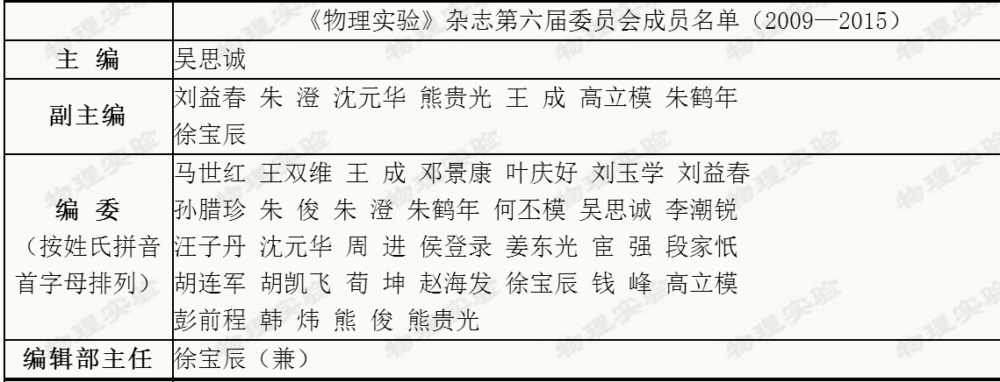 《物理实验》杂志第六届委员会成员名单（2009—2015）
主 编
吴思诚
副主编
刘益春 朱 澄 沈元华 熊贵光 王 成 高立模 朱鹤年
徐宝辰
编 委
（按姓氏拼音
首字母排列）
马世红 王双维 王 成 邓景康 叶庆好 刘玉学 刘益春
孙腊珍 朱 俊 朱 澄 朱鹤年 何丕模 吴思诚 李潮锐
汪子丹 沈元华 周 进 侯登录 姜东光 宦 强 段家忯
胡连军 胡凯飞 荀 坤 赵海发 徐宝辰 钱 峰 高立模
彭前程 韩 炜 熊 俊 熊贵光
编辑部主任
徐宝辰（兼）